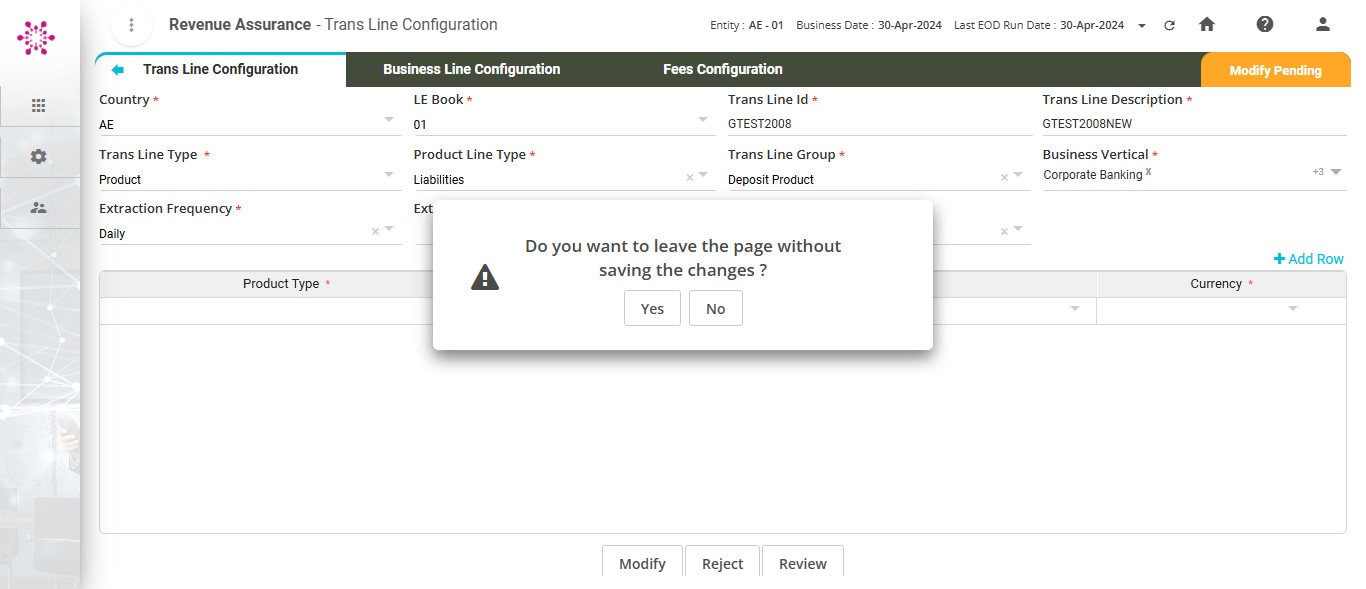 Revenue Assurance - Trans Line Configuration
Entity : AE - 01 Business Date : 30-Apr-2024 Last EOD Run Date : 30-Apr-2024
Trans Line Configuration Business Line Configuration Fees Configuration Modify Pending
Country * LE Book * Trans Line Id * Trans Line Description *
AE 01 GTEST2008 GTEST2008NEW
Trans Line Type * Product Line Type * Trans Line Group * Business Vertical *
Product Liabilities × Deposit Product × Corporate Banking x +3
Extraction Frequency * Ext
Daily × ×
Do you want to leave the page without
saving the changes ?
Yes No
+ Add Row
Product Type * Currency *
Modify Reject Review